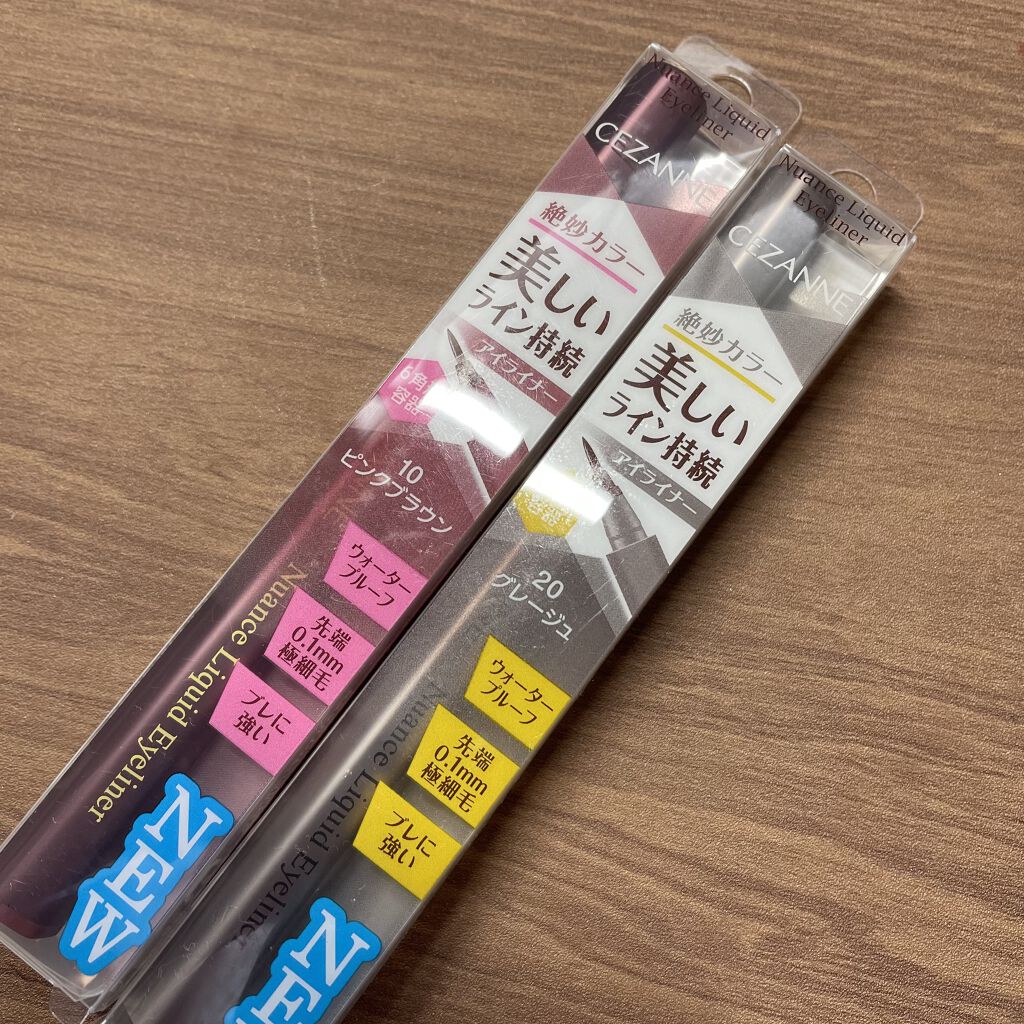 Nuance Liquid
Eyeliner
CEZANNE
絶妙カラー
美しい
ライン持続
アイライナー
6角
容器
10
ピンクブラウン
ウォーター
プルーフ
先端
0.1mm
極細毛
ブレに
強い
Nuance Liquid Eyeliner
NEW
Nuance Liquid
Eyeliner
CEZANNE
絶妙カラー
美しい
ライン持続
アイライナー
容器
20
グレージュ
ウォーター
プルーフ
先端
0.1mm
極細毛
ブレに
強い
Nuance Liquid Eyeliner
NE